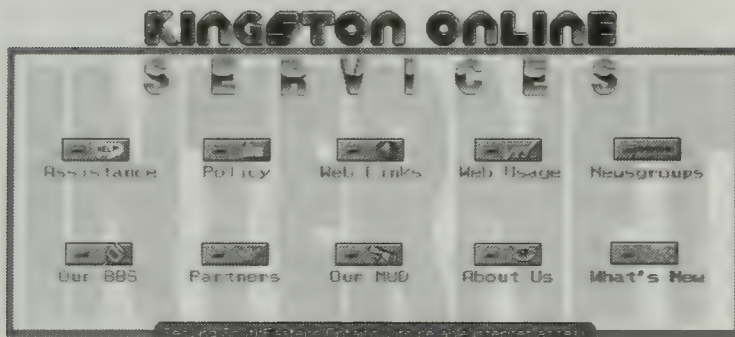 KINGSTON ONLINE
SERVICES
HELP
Assistance Policy Web Links Web Usage Newsgroups
Our BBS Partners Our MUD About Us What's New